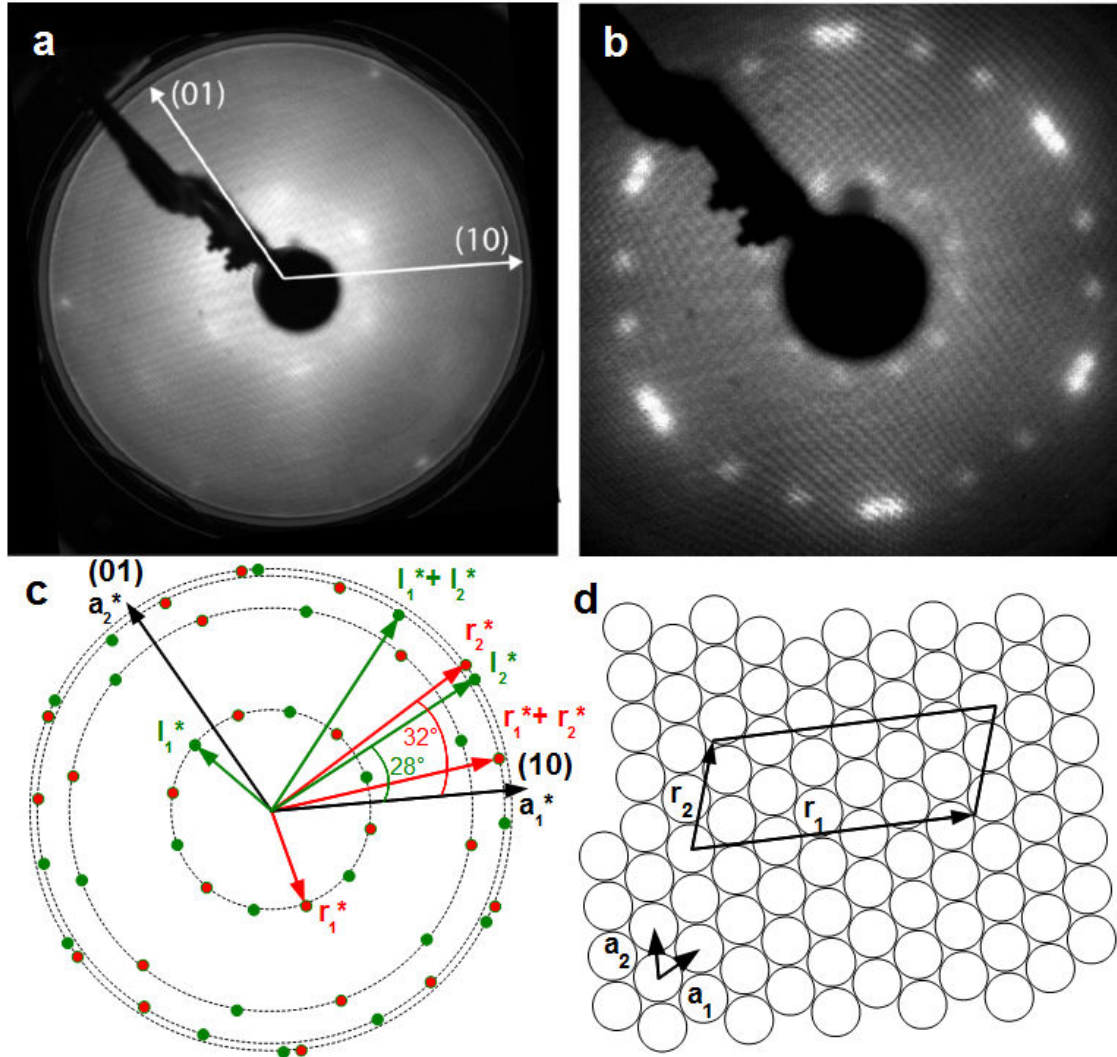 a
(01)
(10)
b
c
(01)
a₂*
l₁*+ l₂*
r₂*
l₂*
l₁*
r₁*+ r₂*
32°
28°
(10)
a₁*
r₁*
d
r₂
r₁
a₂
a₁